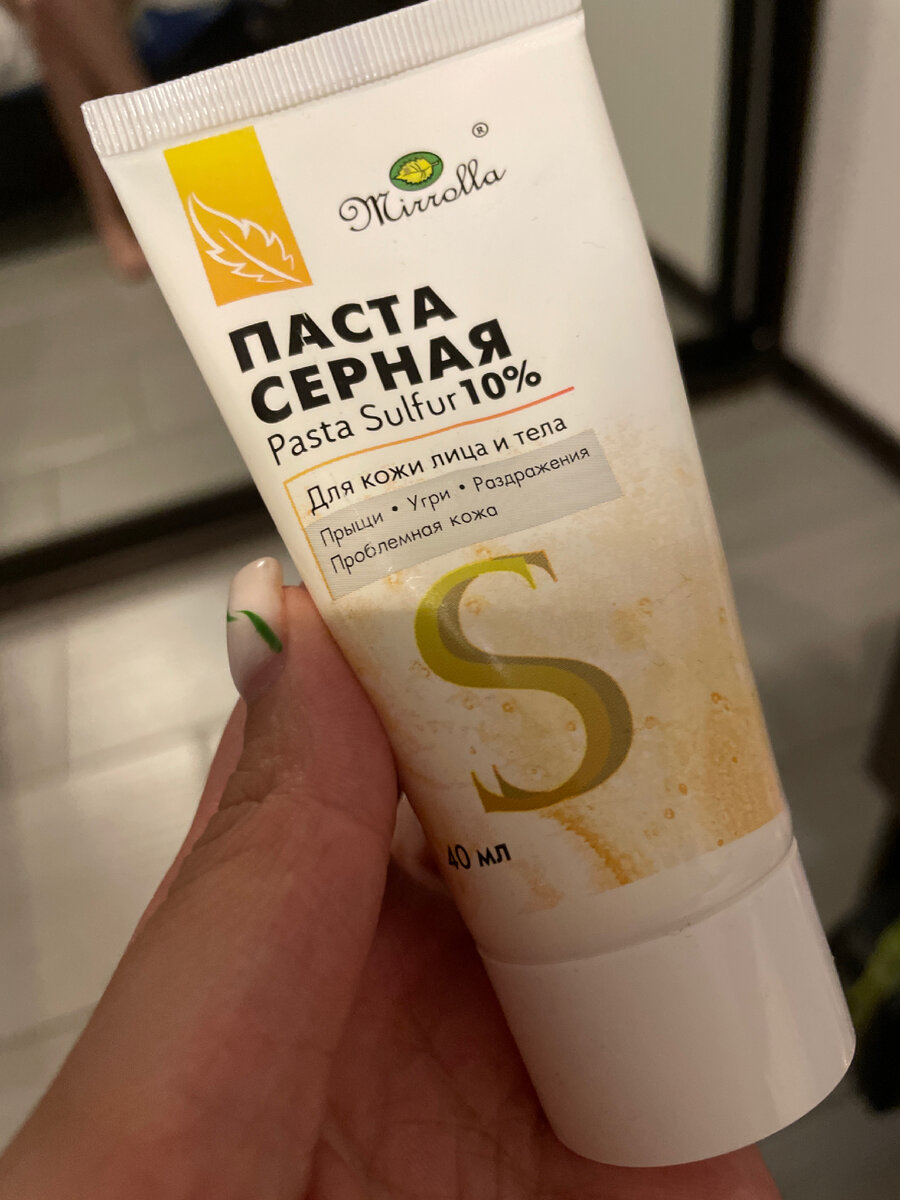 Mirrolla ®
ПАСТА
СЕРНАЯ
Pasta Sulfur 10%
Для кожи лица и тела
Прыщи • Угри • Раздражения
Проблемная кожа
S
40 мл